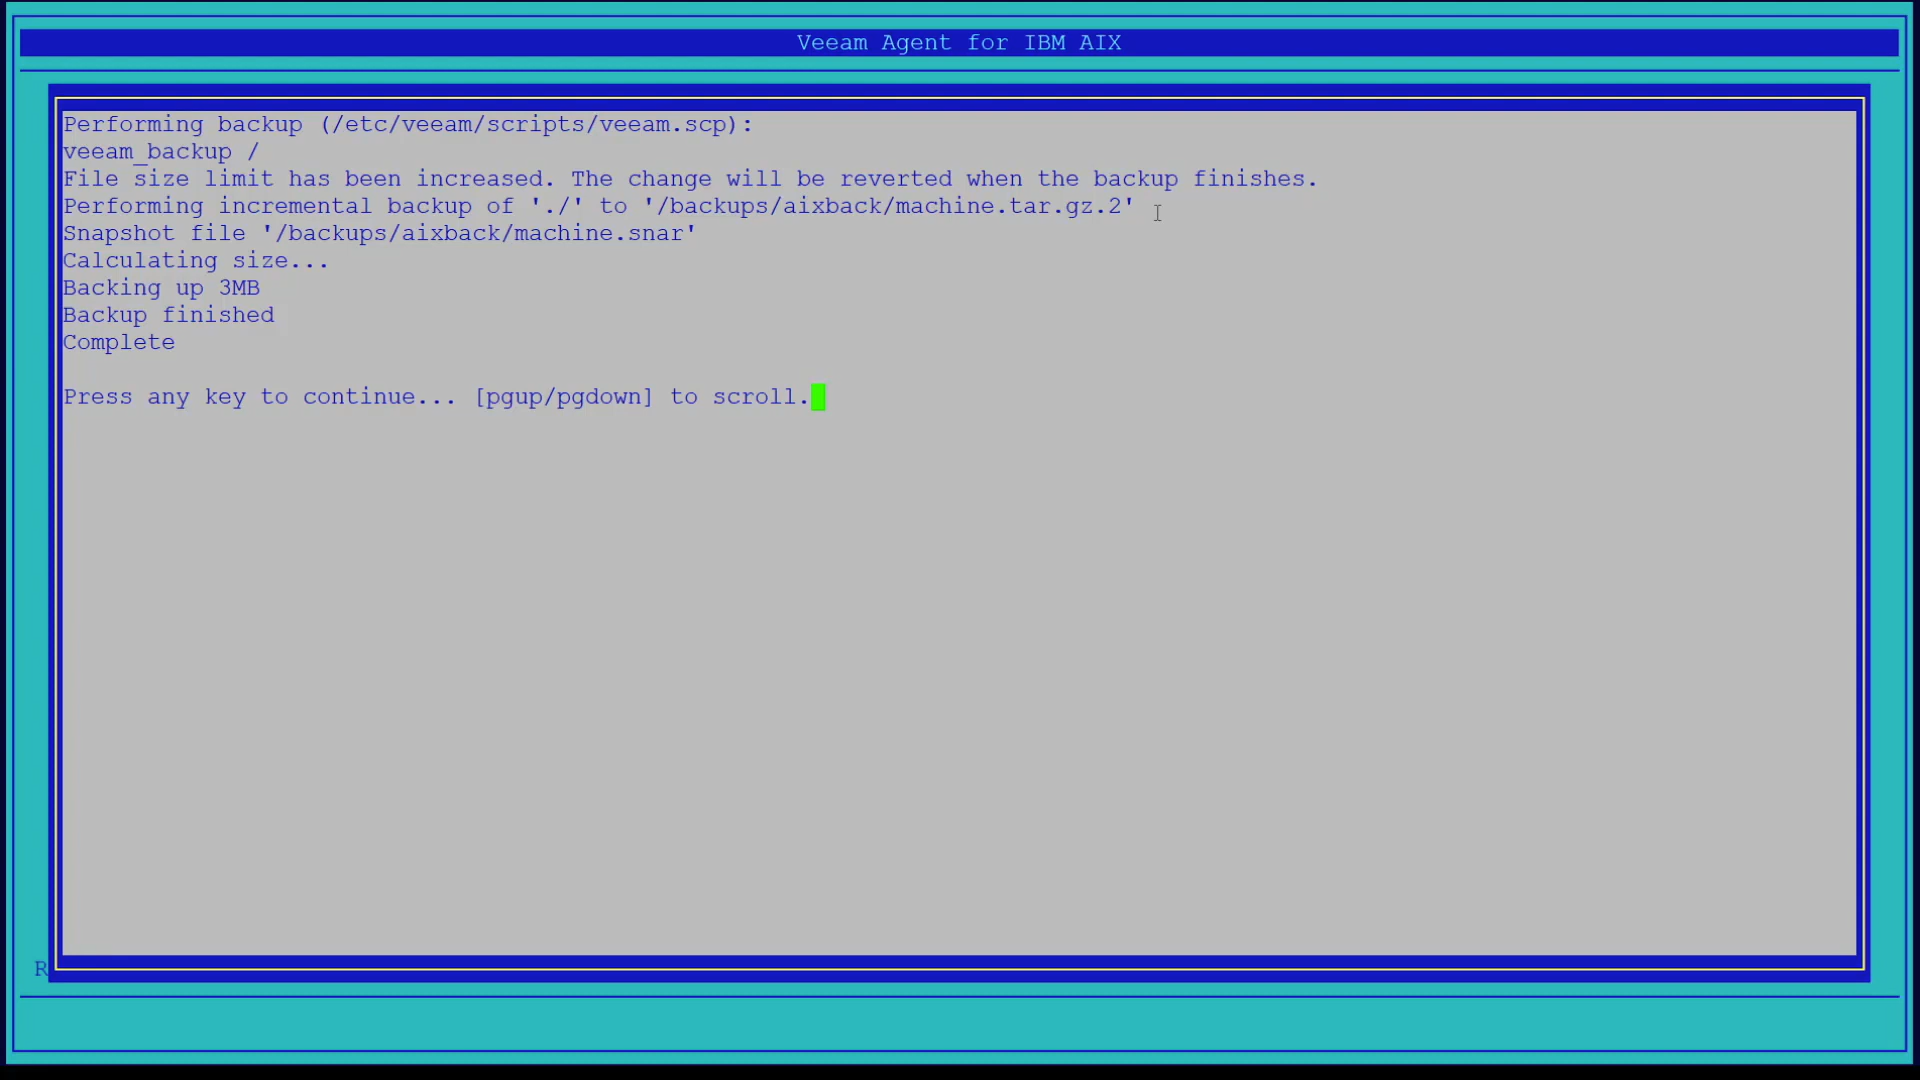 Veeam Agent for IBM AIX
Performing backup (/etc/veeam/scripts/veeam.scp):
veeam_backup /
File size limit has been increased. The change will be reverted when the backup finishes.
Performing incremental backup of './' to '/backups/aixback/machine.tar.gz.2'
Snapshot file '/backups/aixback/machine.snar'
Calculating size...
Backing up 3MB
Backup finished
Complete
Press any key to continue... [pgup/pgdown] to scroll.
R